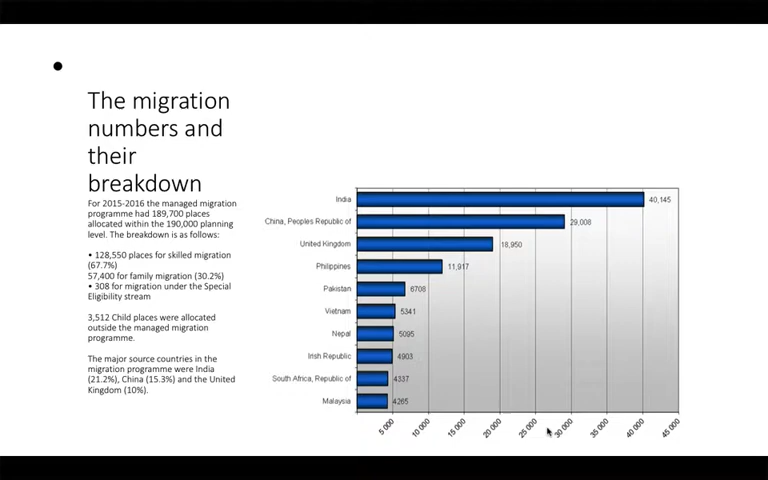 The migration
numbers and
their
breakdown
For 2015-2016 the managed migration
programme had 189,700 places
allocated within the 190,000 planning
level. The breakdown is as follows:
• 128,550 places for skilled migration
(67.7%)
57,400 for family migration (30.2%)
• 308 for migration under the Special
Eligibility stream
3,512 Child places were allocated
outside the managed migration
programme.
The major source countries in the
migration programme were India
(21.2%), China (15.3%) and the United
Kingdom (10%).
India 40,145
China, Peoples Republic of 29,008
United Kingdom 18,950
Philippines 11,917
Pakistan 6708
Vietnam 5341
Nepal 5095
Irish Republic 4903
South Africa, Republic of 4337
Malaysia 4265
5 000 10 000 15 000 20 000 25 000 30 000 35 000 40 000 45 000